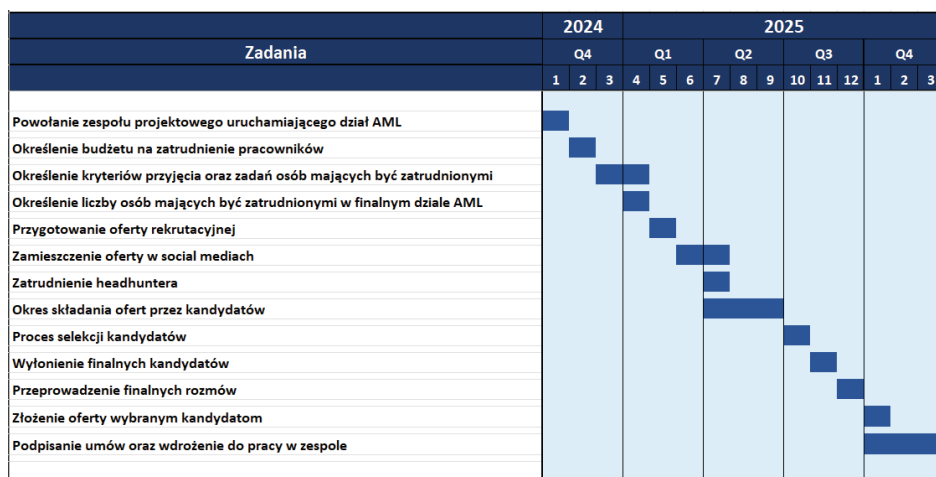 2024 2025
Zadania Q4 Q1 Q2 Q3 Q4
1 2 3 4 5 6 7 8 9 10 11 12 1 2 3
Powołanie zespołu projektowego uruchamiającego dział AML
Określenie budżetu na zatrudnienie pracowników
Określenie kryteriów przyjęcia oraz zadań osób mających być zatrudnionymi
Określenie liczby osób mających być zatrudnionymi w finalnym dziale AML
Przygotowanie oferty rekrutacyjnej
Zamieszczenie oferty w social mediach
Zatrudnienie headhuntera
Okres składania ofert przez kandydatów
Proces selekcji kandydatów
Wyłonienie finalnych kandydatów
Przeprowadzenie finalnych rozmów
Złożenie oferty wybranym kandydatom
Podpisanie umów oraz wdrożenie do pracy w zespole